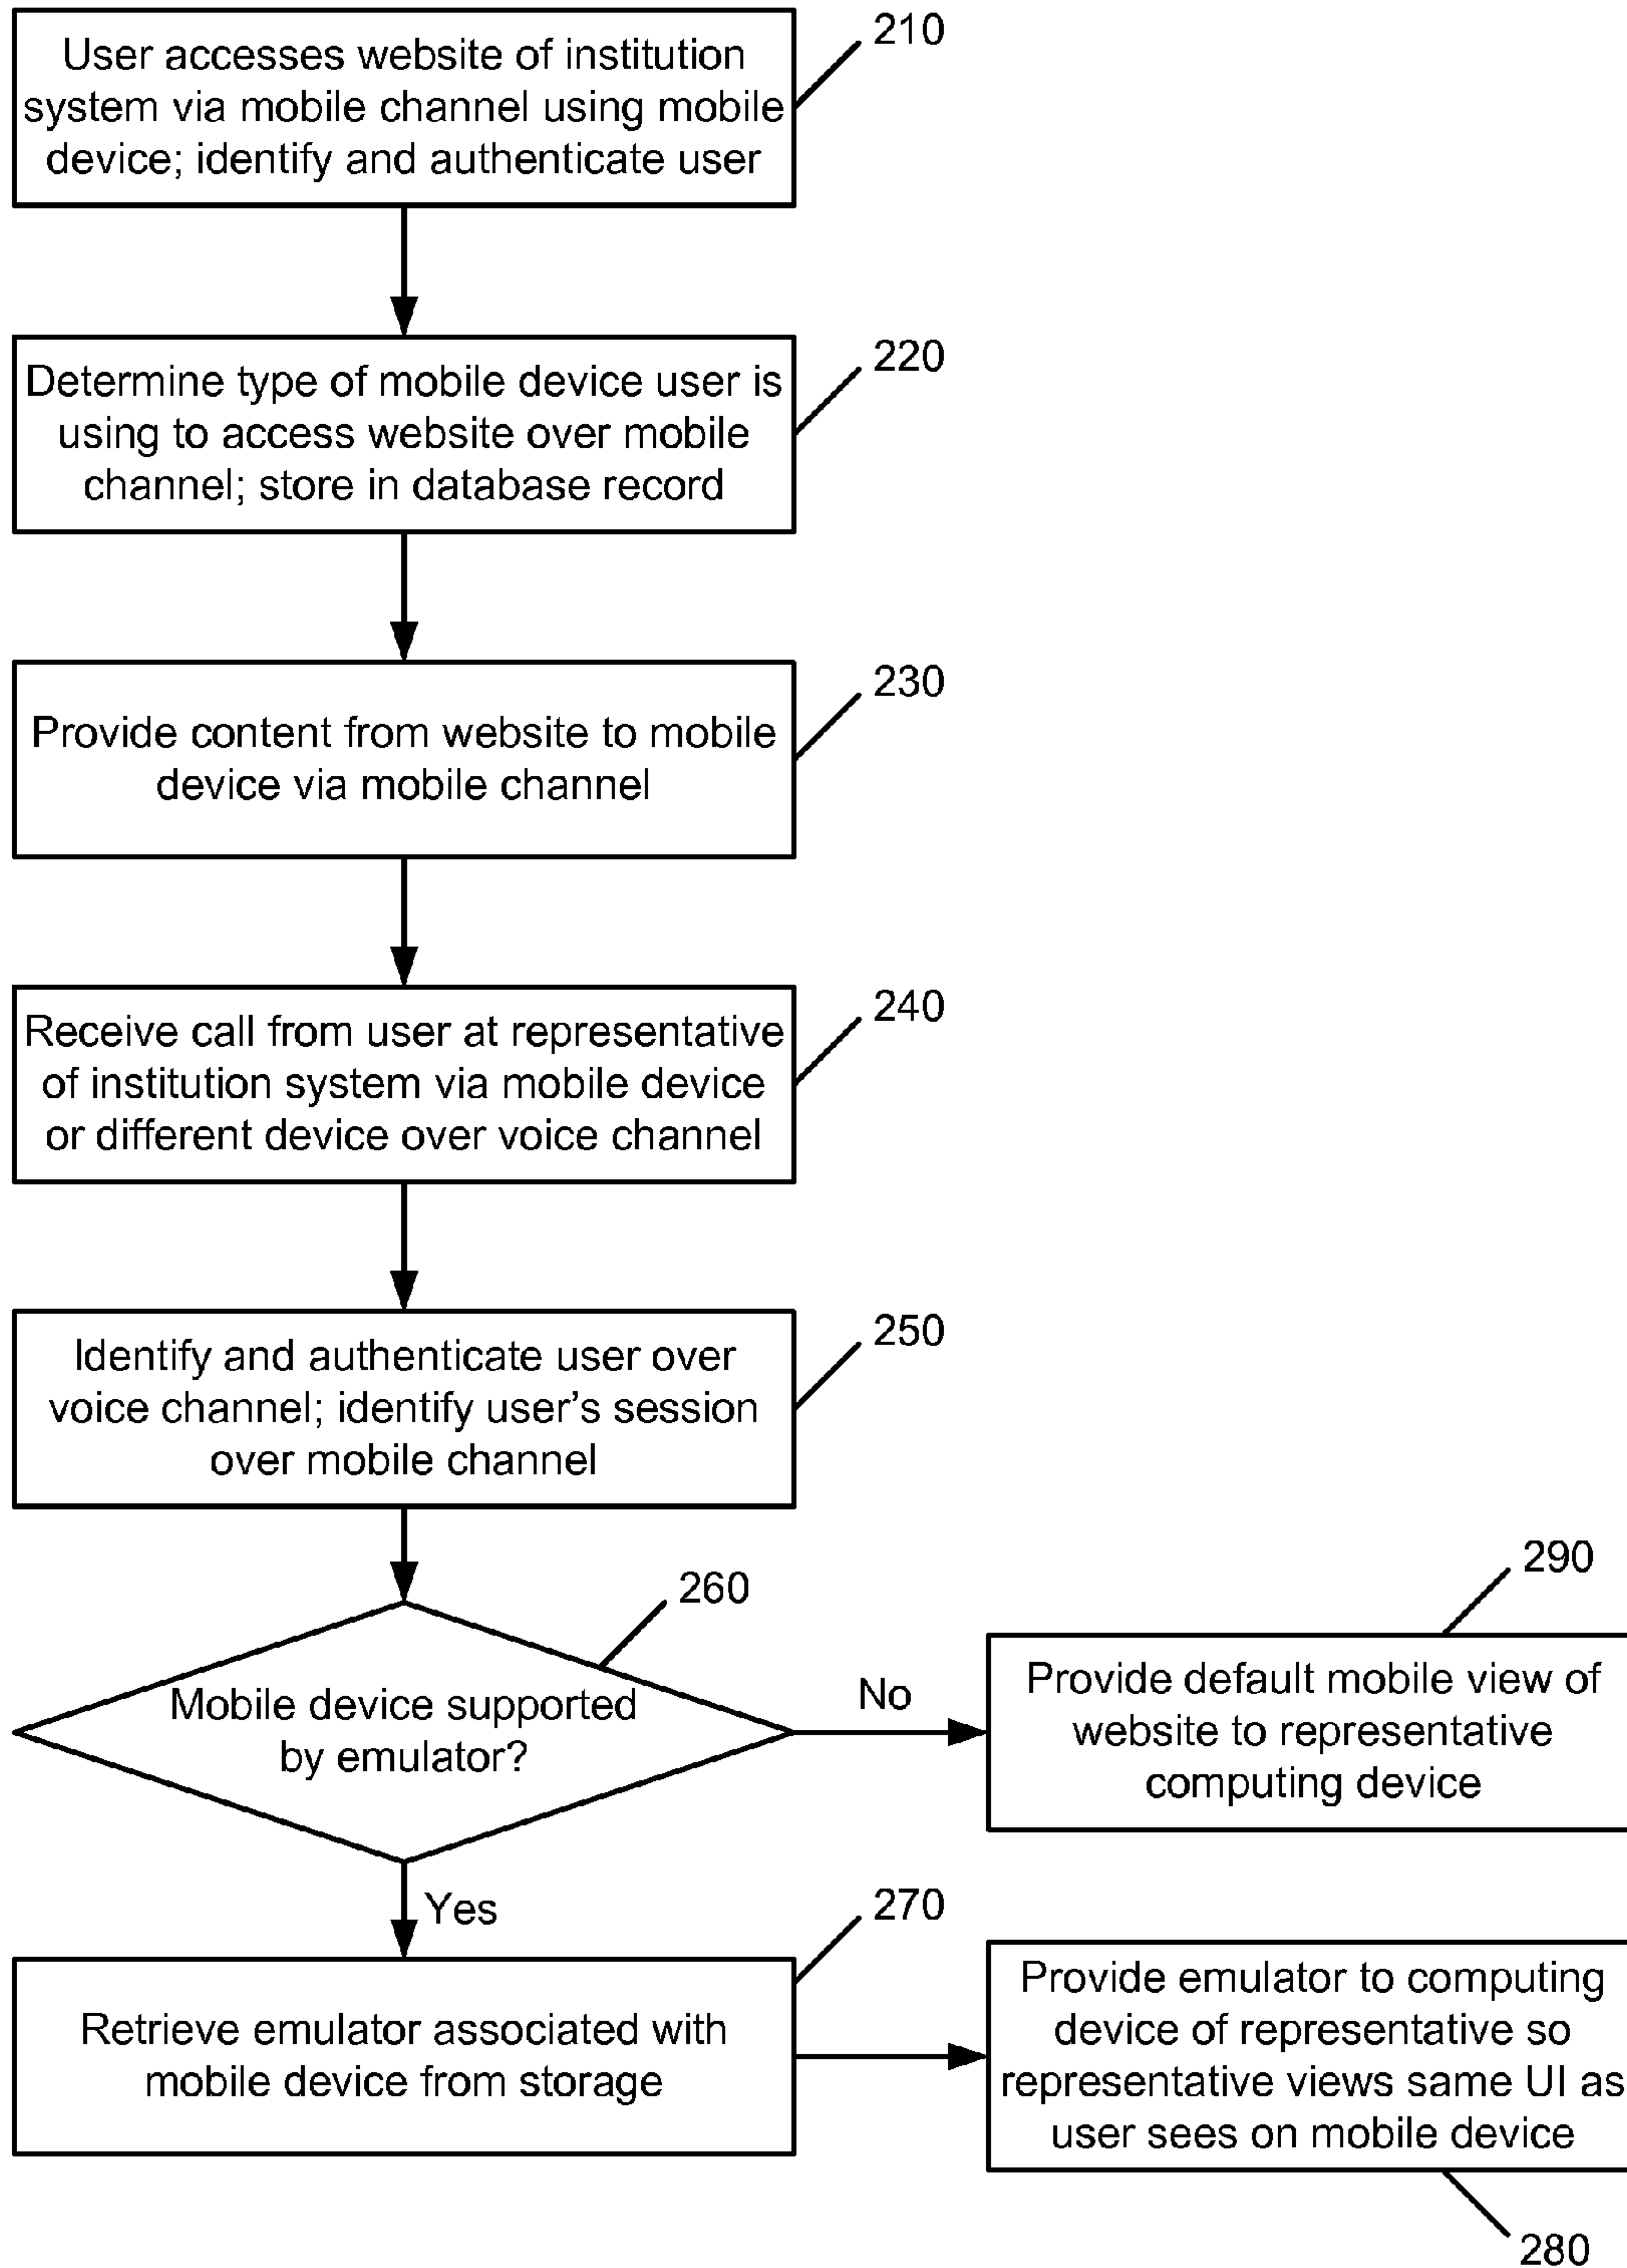 User accesses website of institution
system via mobile channel using mobile
device; identify and authenticate user
210
Determine type of mobile device user is
using to access website over mobile
channel; store in database record
220
Provide content from website to mobile
device via mobile channel
230
Receive call from user at representative
of institution system via mobile device
or different device over voice channel
240
Identify and authenticate user over
voice channel; identify user's session
over mobile channel
250
Mobile device supported
by emulator?
260
No
Provide default mobile view of
website to representative
computing device
290
Yes
Retrieve emulator associated with
mobile device from storage
270
Provide emulator to computing
device of representative so
representative views same UI as
user sees on mobile device
280